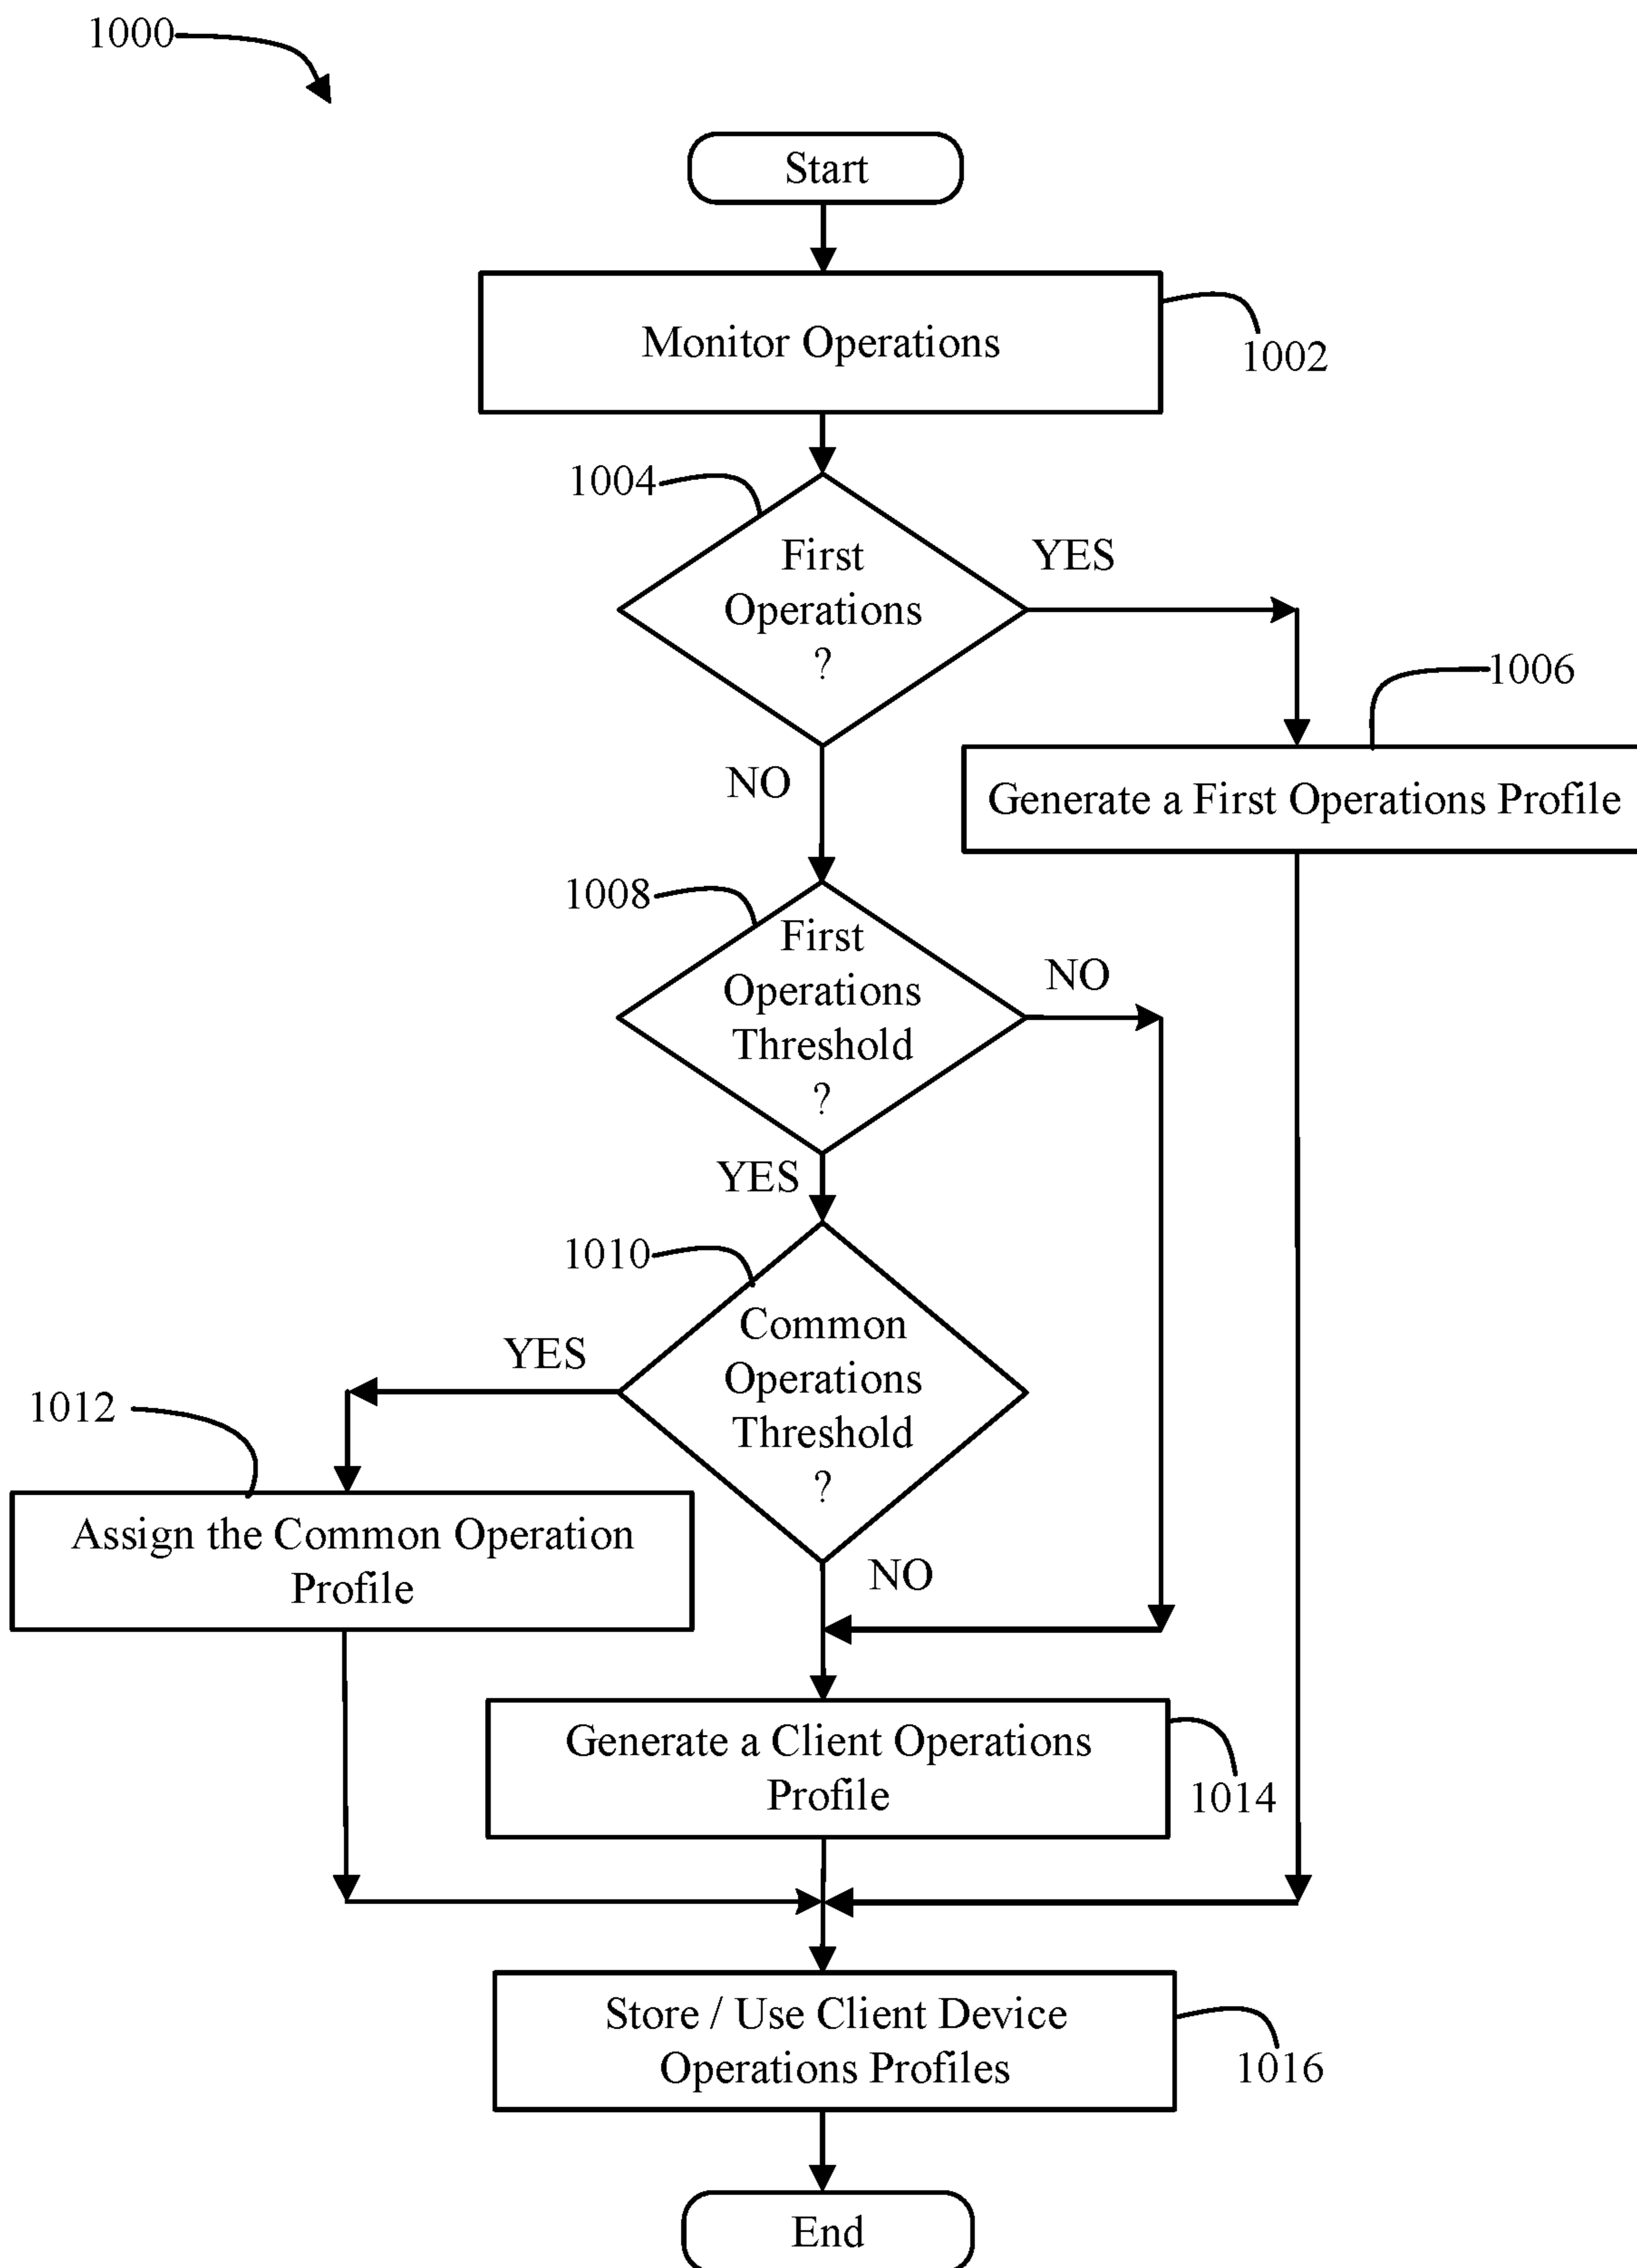 1000
Start
Monitor Operations
1002
1004
First
Operations
?
YES
1006
NO
Generate a First Operations Profile
1008
First
Operations
Threshold
?
NO
YES
1010
Common
Operations
Threshold
?
YES
1012
Assign the Common Operation
Profile
NO
Generate a Client Operations
Profile
1014
Store / Use Client Device
Operations Profiles
1016
End